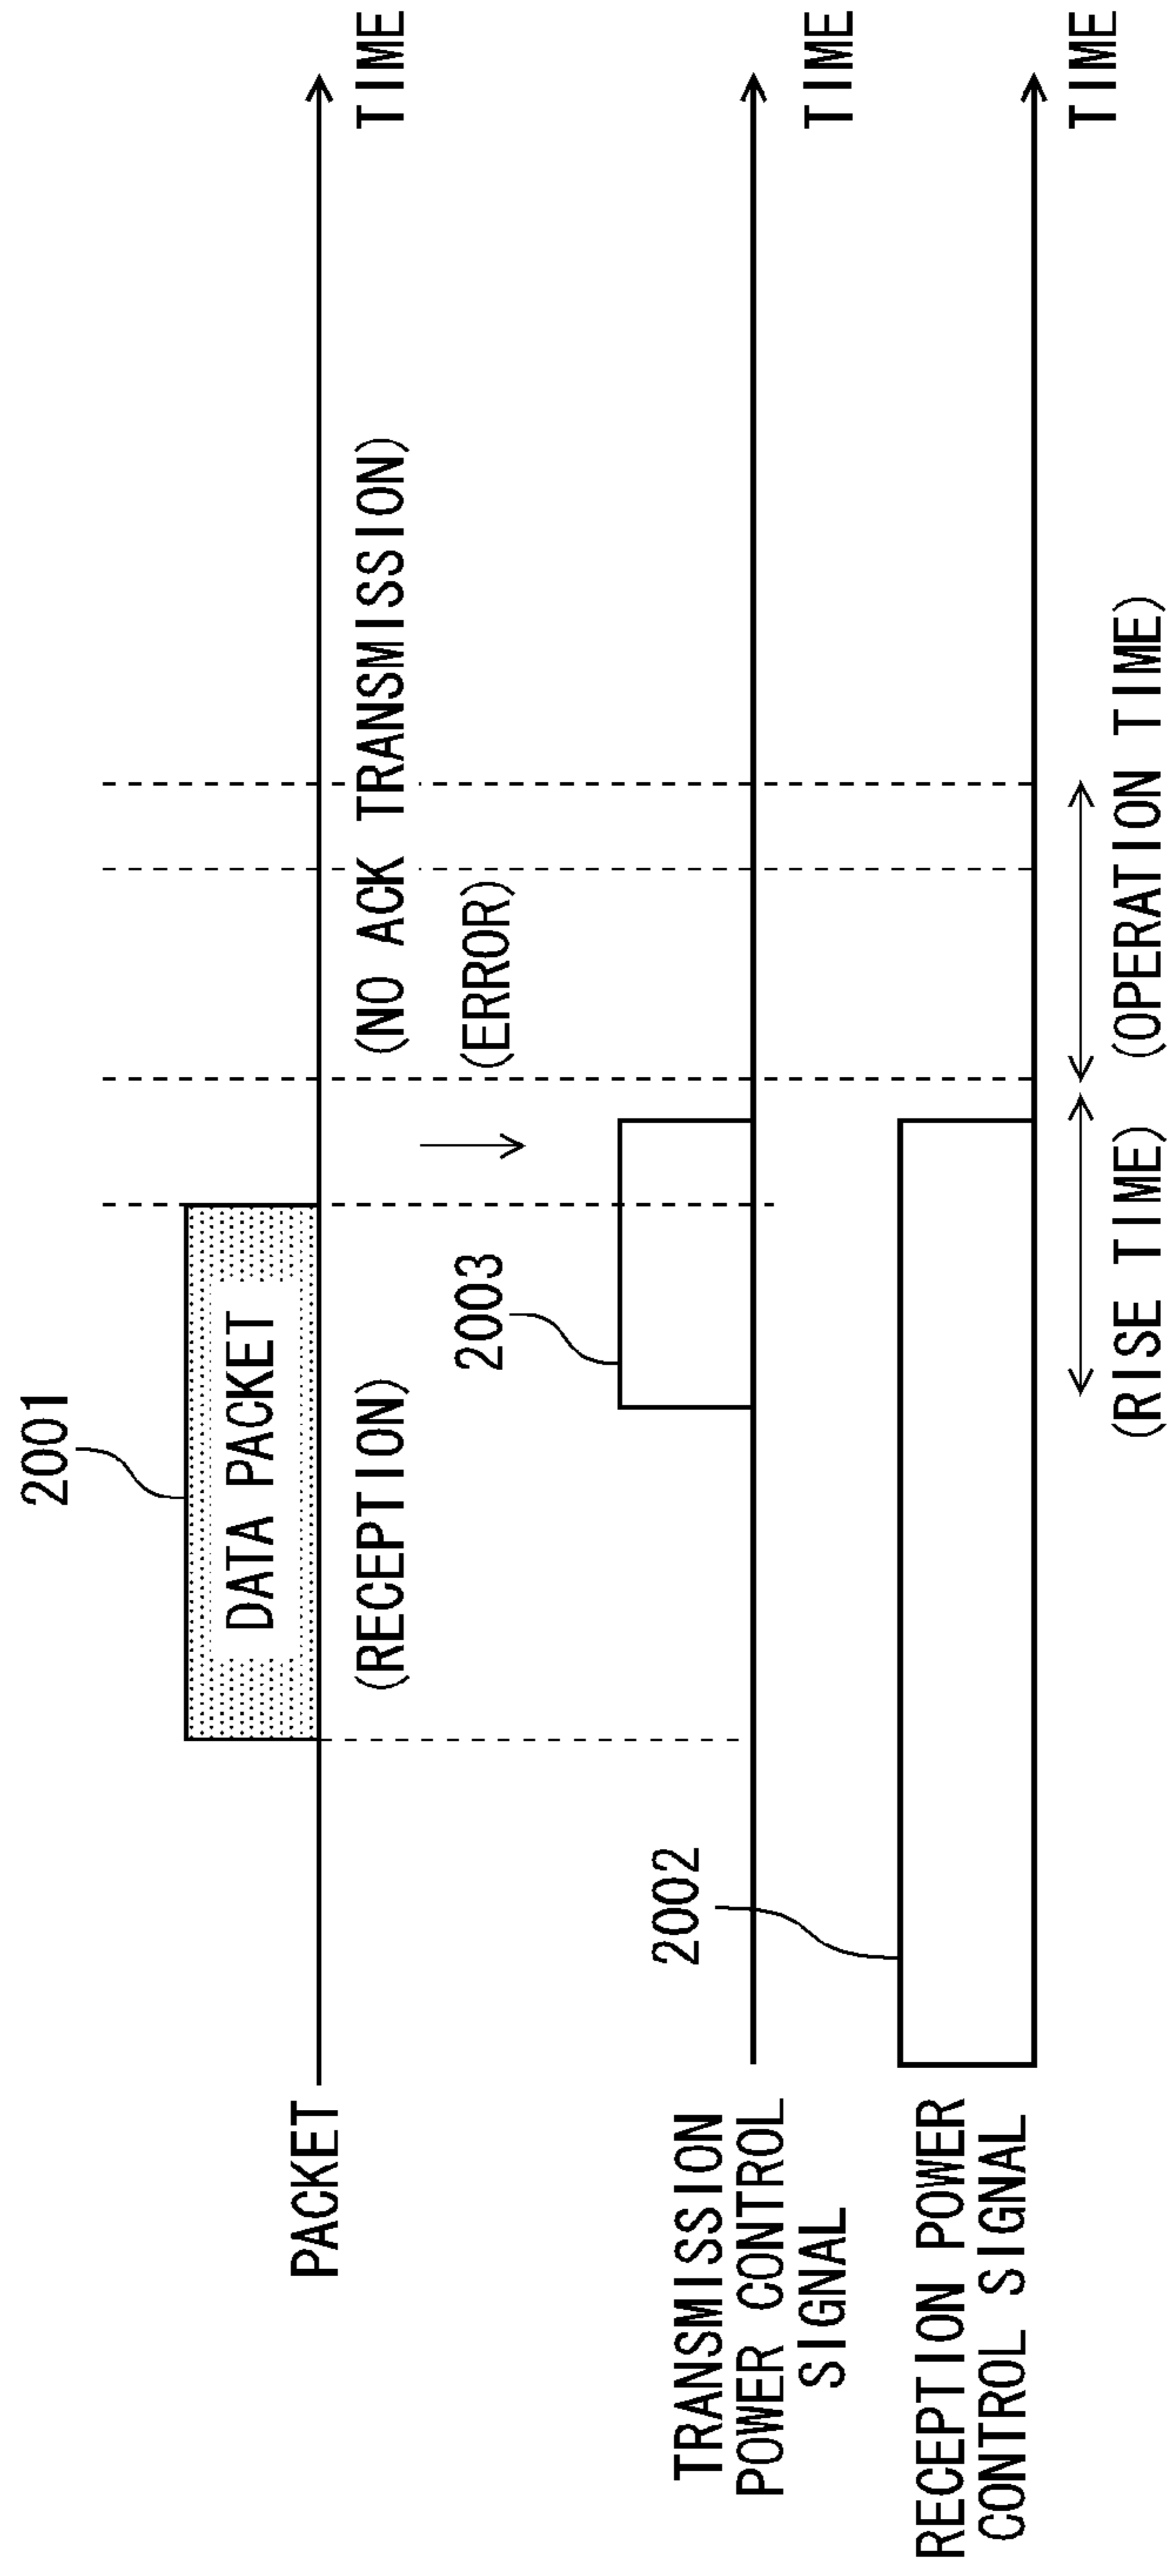 2001
DATA PACKET
PACKET
TIME
(RECEPTION)
(NO ACK TRANSMISSION)
(ERROR)
2003
TRANSMISSION
POWER CONTROL
SIGNAL
TIME
2002
RECEPTION POWER
CONTROL SIGNAL
TIME
(RISE TIME)
(OPERATION TIME)